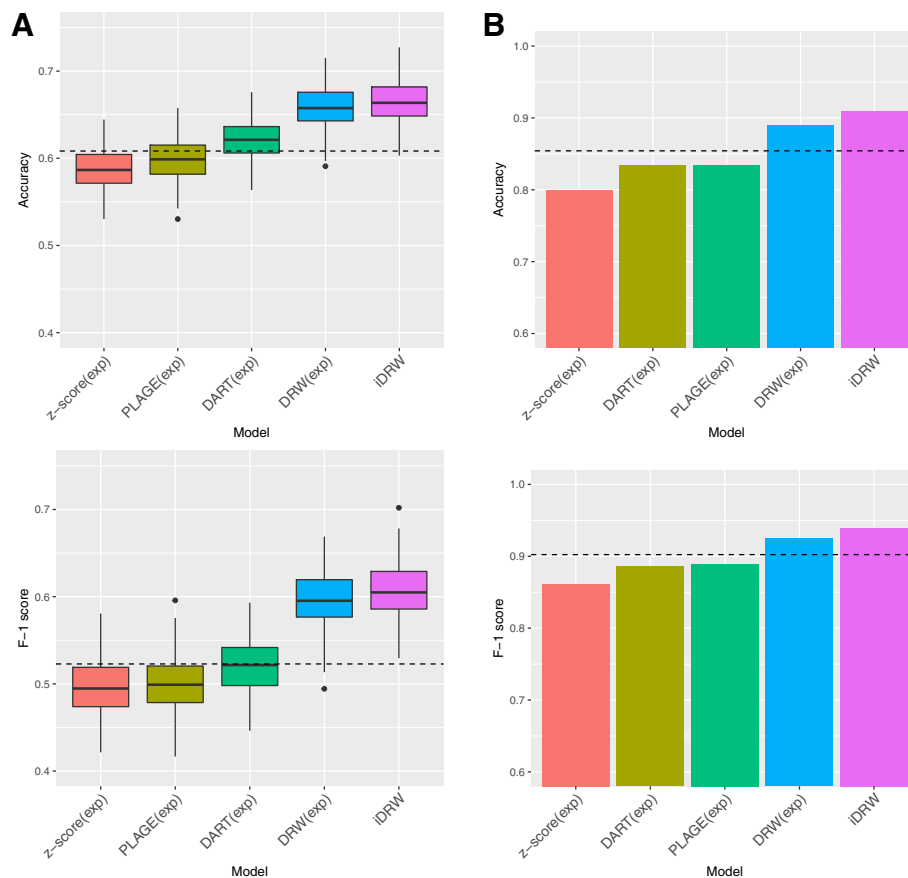 A
Accuracy
0.7
0.6
0.5
0.4
z−score(exp)
PLAGE(exp)
DART(exp)
DRW(exp)
iDRW
Model
B
Accuracy
1.0
0.9
0.8
0.7
0.6
z−score(exp)
DART(exp)
PLAGE(exp)
DRW(exp)
iDRW
Model
F−1 score
0.7
0.6
0.5
0.4
z−score(exp)
PLAGE(exp)
DART(exp)
DRW(exp)
iDRW
Model
F−1 score
1.0
0.9
0.8
0.7
0.6
z−score(exp)
DART(exp)
PLAGE(exp)
DRW(exp)
iDRW
Model